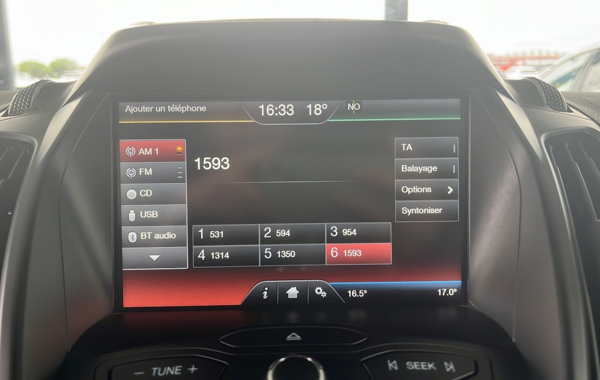 Ajouter un téléphone 16:33 18° NO
AM 1
FM
CD
USB
BT audio
1593
TA
Balayage
Options
Syntoniser
1 531 2 594 3 954
4 1314 5 1350 6 1593
i 16.5° 17.0°
– TUNE + SEEK